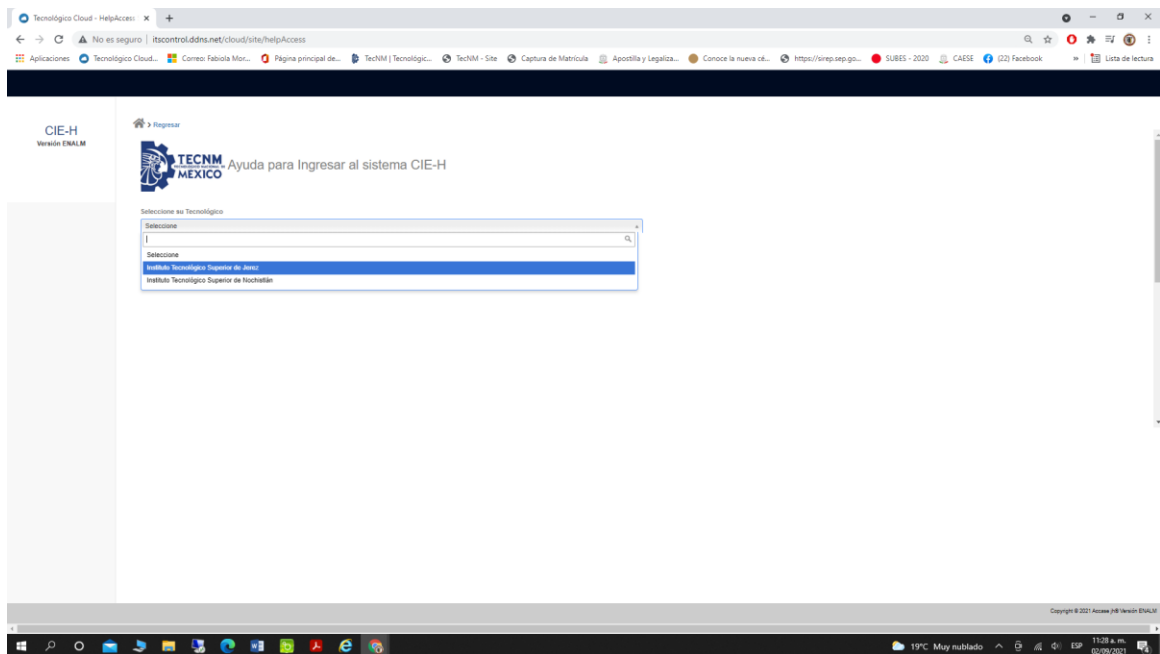 Tecnológico Cloud - HelpAccess
No es seguro | itscontrol.ddns.net/cloud/site/helpAccess
Aplicaciones Tecnológico Cloud... Correo: Fabiola Mor... Página principal de... TecNM | Tecnológic... TecNM - Site Captura de Matrícula Apostilla y Legaliza... Conoce la nueva cé... https://sirep.sep.go... SUBES - 2020 CAESE (22) Facebook » Lista de lectura
CIE-H
Versión ENALM
> Regresar
TECNM
MÉXICO
Ayuda para Ingresar al sistema CIE-H
Seleccione su Tecnológico
Seleccione
Seleccione
Instituto Tecnológico Superior de Jerez
Instituto Tecnológico Superior de Nochistlán
Copyright © 2021 Accese jhB Versión ENALM
19°C Muy nublado ESP 11:28 a. m.
02/09/2021